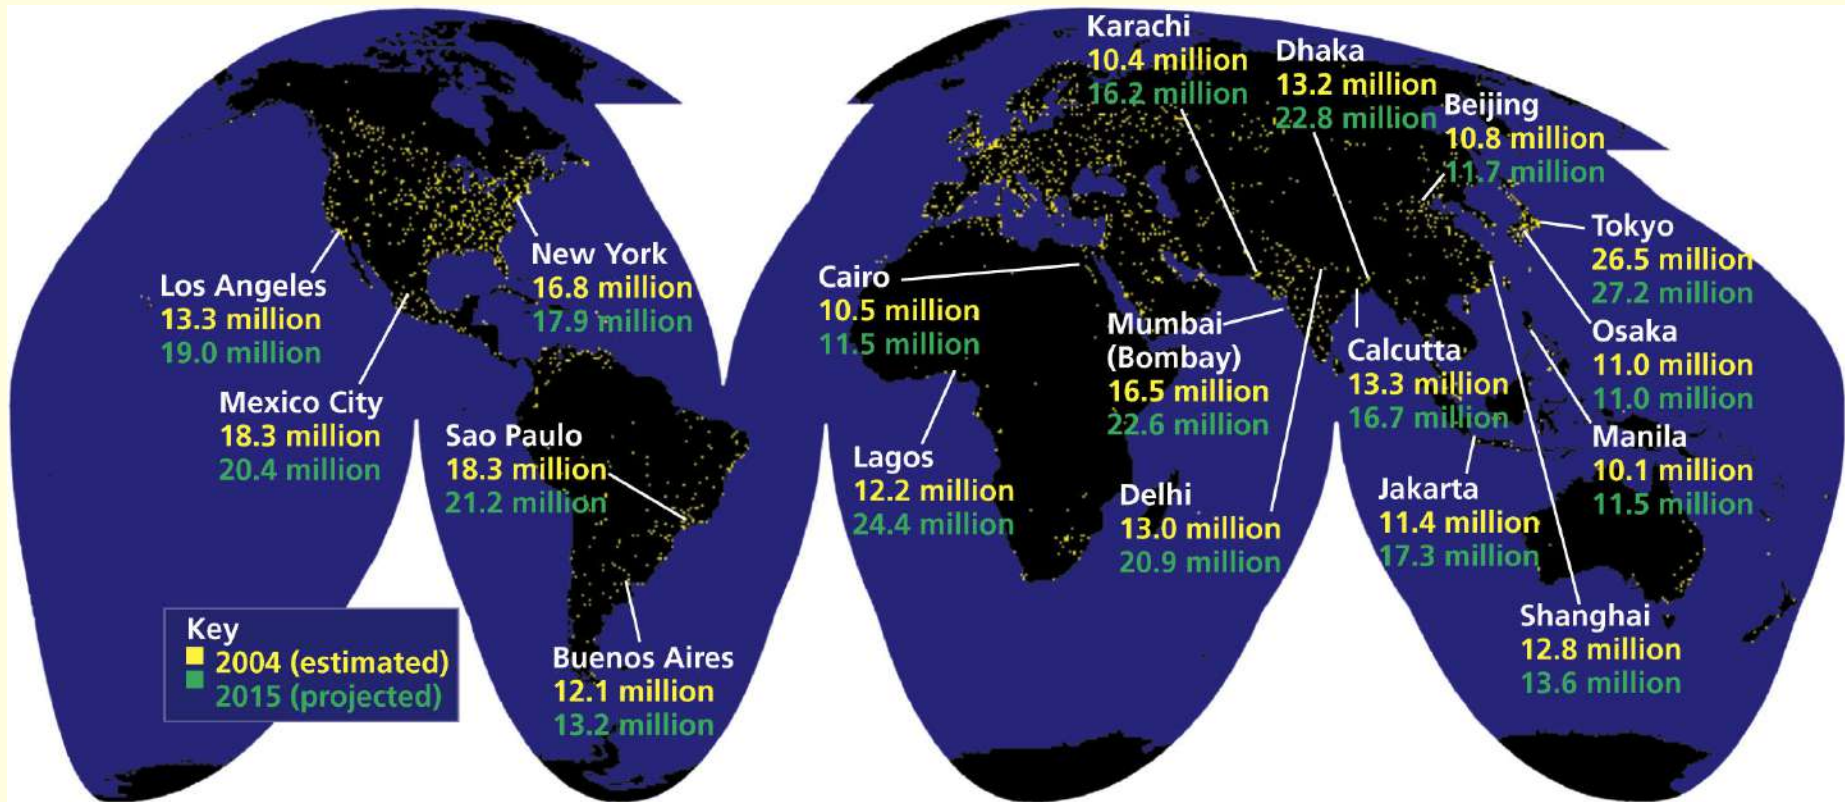 Karachi
10.4 million
16.2 million
Dhaka
13.2 million
22.8 million
Beijing
10.8 million
11.7 million
Tokyo
26.5 million
27.2 million
New York
16.8 million
17.9 million
Los Angeles
13.3 million
19.0 million
Cairo
10.5 million
11.5 million
Mumbai
(Bombay)
16.5 million
22.6 million
Calcutta
13.3 million
16.7 million
Osaka
11.0 million
11.0 million
Mexico City
18.3 million
20.4 million
Sao Paulo
18.3 million
21.2 million
Lagos
12.2 million
24.4 million
Delhi
13.0 million
20.9 million
Jakarta
11.4 million
17.3 million
Manila
10.1 million
11.5 million
Shanghai
12.8 million
13.6 million
Key
2004 (estimated)
2015 (projected)
Buenos Aires
12.1 million
13.2 million